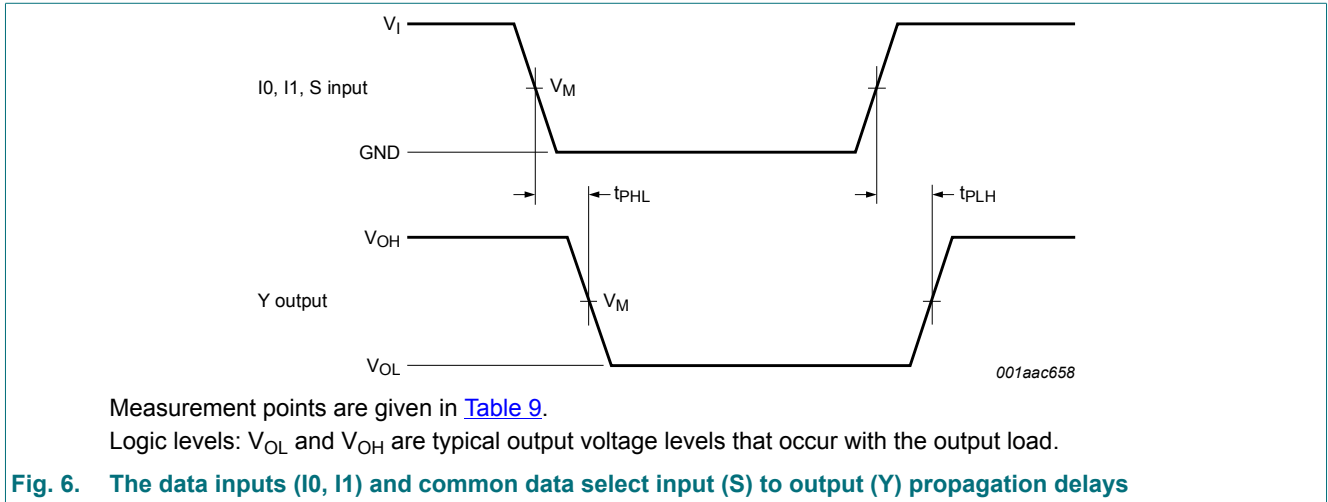 VI
I0, I1, S input
VM
GND
tPHL
tPLH
VOH
Y output
VM
VOL
001aac658
Measurement points are given in Table 9.
Logic levels: VOL and VOH are typical output voltage levels that occur with the output load.
Fig. 6. The data inputs (I0, I1) and common data select input (S) to output (Y) propagation delays